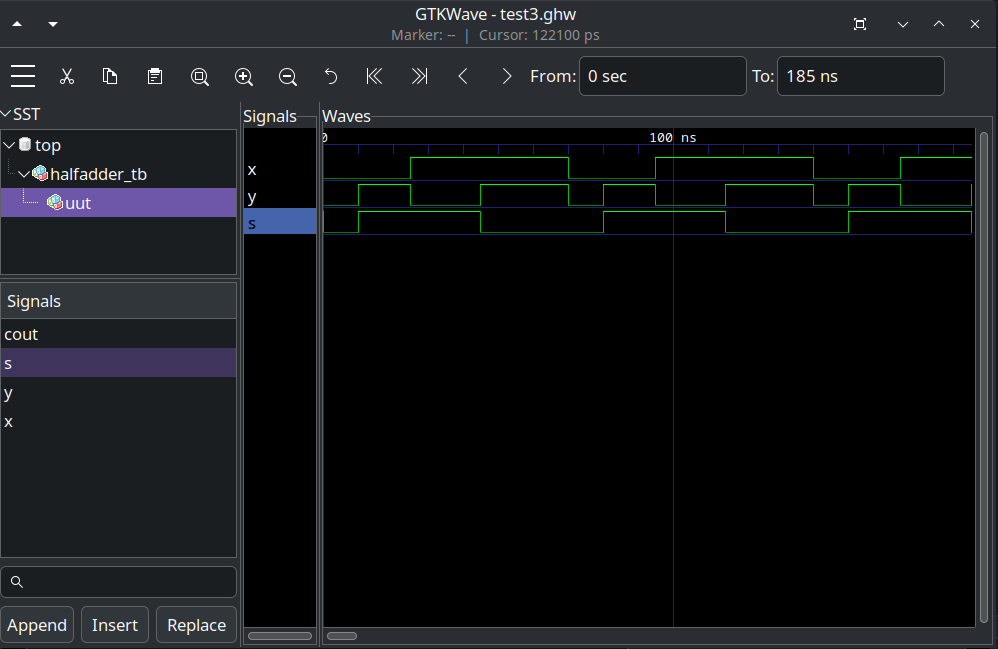 GTKWave - test3.ghw
Marker: -- | Cursor: 122100 ps
From: 0 sec To: 185 ns
SST
top
halfadder_tb
uut
Signals
cout
s
y
x
Append Insert Replace
Signals
x
y
s
Waves
0 100 ns